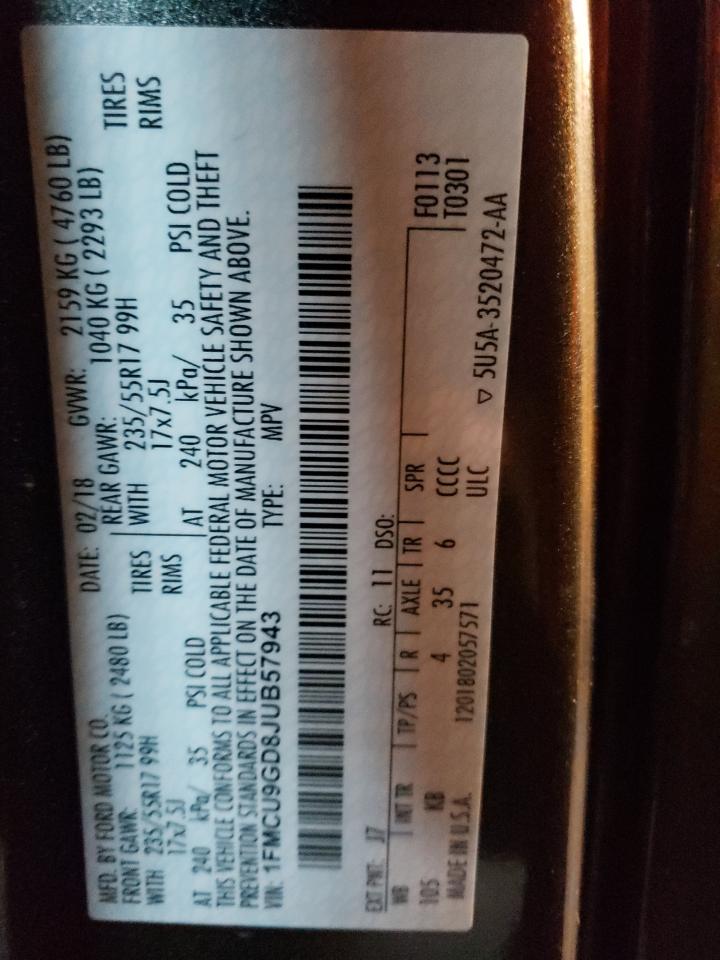 MFD. BY FORD MOTOR CO. DATE: 02/18 GVWR: 2159 KG ( 4760 LB)
FRONT GAWR: 1125 KG ( 2480 LB) REAR GAWR: 1040 KG ( 2293 LB)
WITH 235/55R17 99H TIRES WITH 235/55R17 99H TIRES
17x7.5J RIMS 17x7.5J RIMS
AT 240 kPa/ 35 PSI COLD AT 240 kPa/ 35 PSI COLD
THIS VEHICLE CONFORMS TO ALL APPLICABLE FEDERAL MOTOR VEHICLE SAFETY AND THEFT
PREVENTION STANDARDS IN EFFECT ON THE DATE OF MANUFACTURE SHOWN ABOVE.
VIN: 1FMCU9GD8JUB57943 TYPE: MPV
EXT PNT: J7 RC: 11 DSO:
WB INT TR TP/PS R AXLE TR SPR F0113
105 KB 4 35 6 CCCC T0301
MADE IN U.S.A. 1201802057571 ULC ▽ 5U5A-3520472-AA